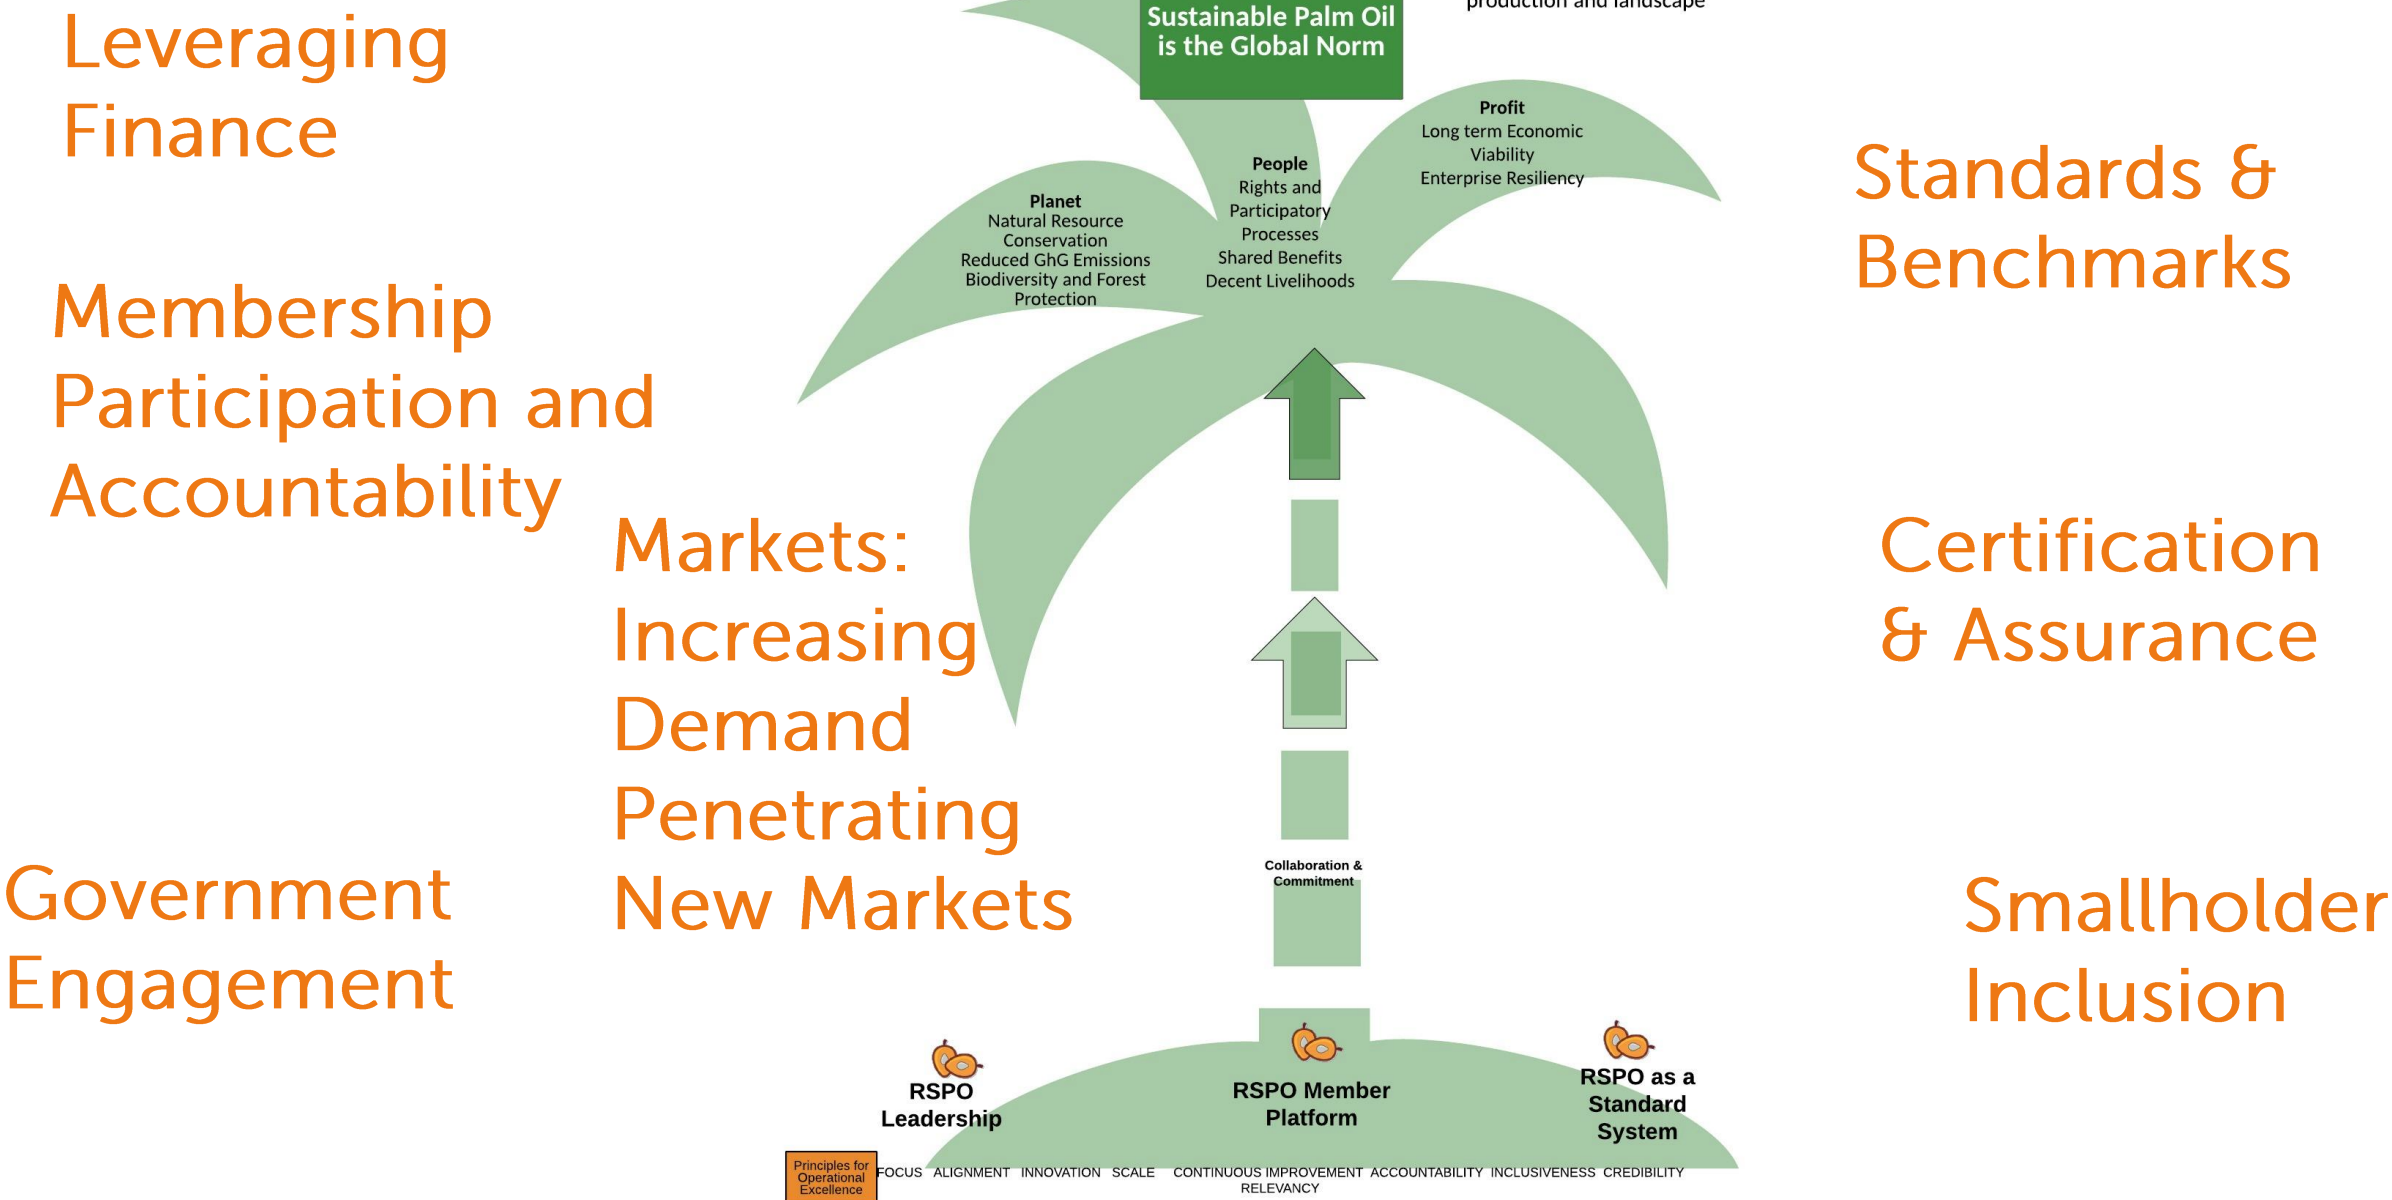 Leveraging
Finance
Membership
Participation and
Accountability
Markets:
Increasing
Demand
Penetrating
New Markets
Government
Engagement
production and landscape
Sustainable Palm Oil
is the Global Norm
Profit
Long term Economic
Viability
Enterprise Resiliency
People
Rights and
Participatory
Processes
Shared Benefits
Decent Livelihoods
Planet
Natural Resource
Conservation
Reduced GhG Emissions
Biodiversity and Forest
Protection
Collaboration &
Commitment
Standards &
Benchmarks
Certification
& Assurance
Smallholder
Inclusion
RSPO
Leadership
RSPO Member
Platform
RSPO as a
Standard
System
Principles for
Operational
Excellence
FOCUS ALIGNMENT INNOVATION SCALE CONTINUOUS IMPROVEMENT ACCOUNTABILITY INCLUSIVENESS CREDIBILITY
RELEVANCY